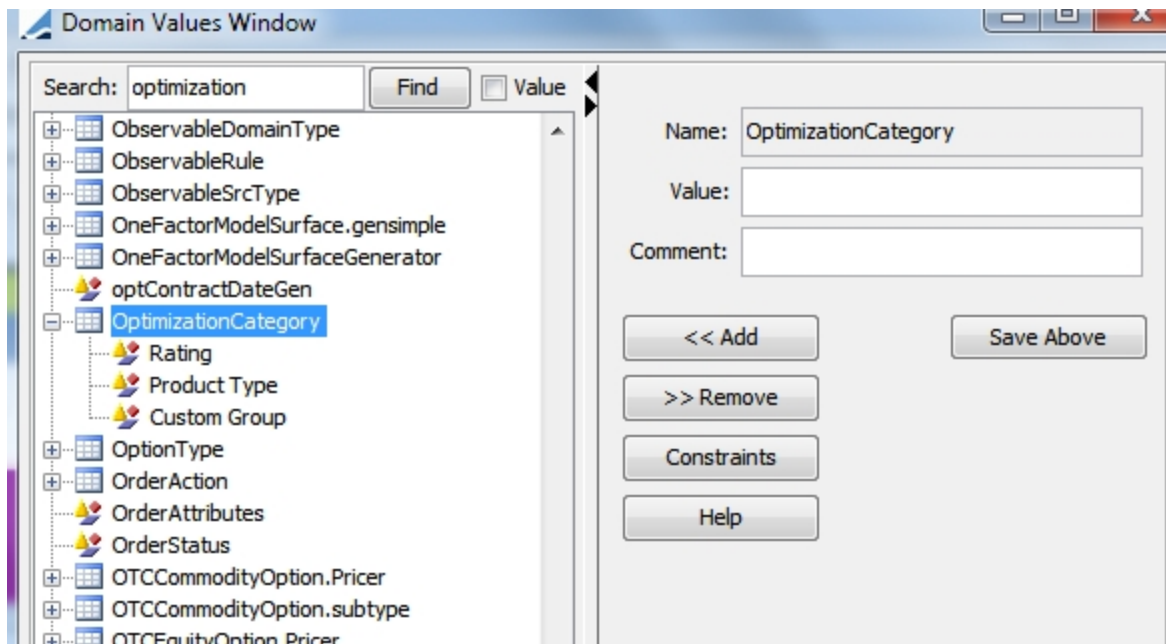 Domain Values Window
Search: optimization Find Value
ObservableDomainType
ObservableRule
ObservableSrcType
OneFactorModelSurface.gensimple
OneFactorModelSurfaceGenerator
optContractDateGen
OptimizationCategory
Rating
Product Type
Custom Group
OptionType
OrderAction
OrderAttributes
OrderStatus
OTCCommodityOption.Pricer
OTCCommodityOption.subtype
OTCEquityOption.Pricer
Name: OptimizationCategory
Value:
Comment:
<< Add Save Above
>> Remove
Constraints
Help